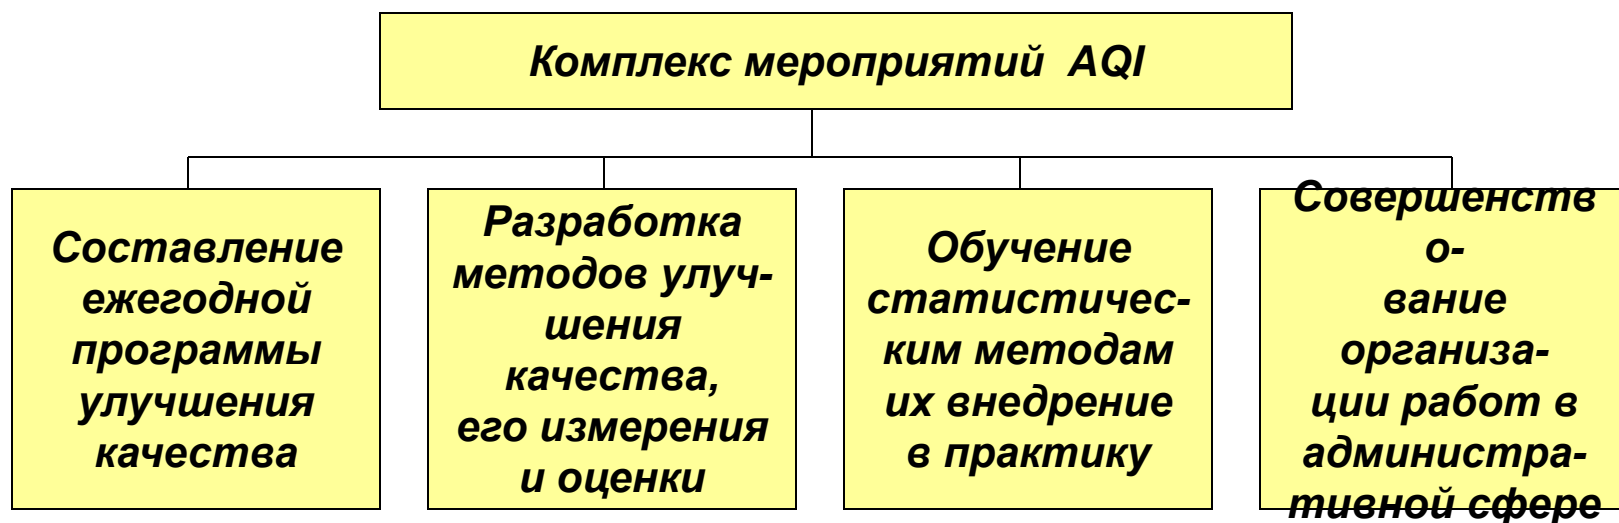 Комплекс мероприятий AQI
Составление
ежегодной
программы
улучшения
качества
Разработка
методов улуч-
шения
качества,
его измерения
и оценки
Обучение
статистичес-
ким методам
их внедрение
в практику
Совершенств
о-
вание
организа-
ции работ в
администра-
тивной сфере